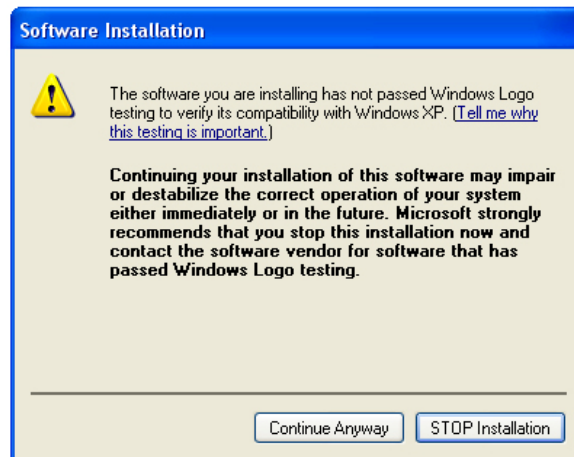 Software Installation
The software you are installing has not passed Windows Logo
testing to verify its compatibility with Windows XP. (Tell me why
this testing is important.)
Continuing your installation of this software may impair
or destabilize the correct operation of your system
either immediately or in the future. Microsoft strongly
recommends that you stop this installation now and
contact the software vendor for software that has
passed Windows Logo testing.
Continue Anyway
STOP Installation